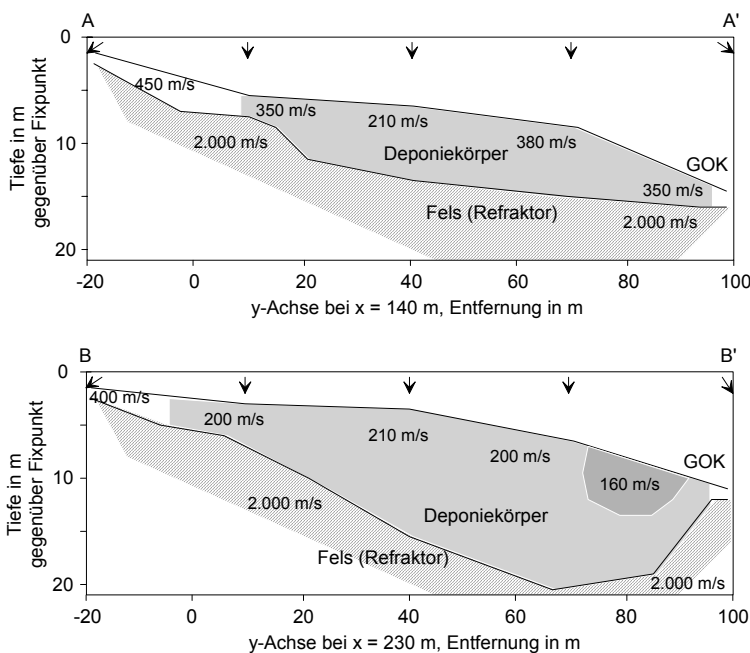 A A'
Tiefe in m
gegenüber Fixpunkt
0
10
20
450 m/s
350 m/s
210 m/s
380 m/s
2.000 m/s
Deponiekörper
GOK
350 m/s
Fels (Refraktor)
2.000 m/s
-20 0 20 40 60 80 100
y-Achse bei x = 140 m, Entfernung in m
B B'
Tiefe in m
gegenüber Fixpunkt
0
10
20
400 m/s
200 m/s
210 m/s
200 m/s
GOK
160 m/s
2.000 m/s
Deponiekörper
Fels (Refraktor)
2.000 m/s
-20 0 20 40 60 80 100
y-Achse bei x = 230 m, Entfernung in m